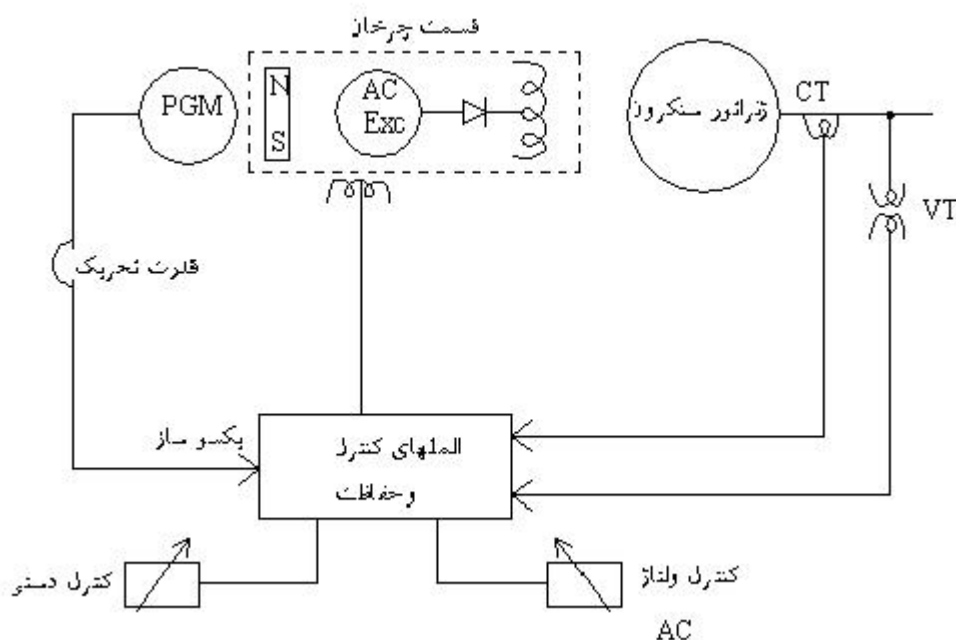 قسمت چرخان
PGM
N
S
AC
Exc
ژنراتور سنکرون
CT
VT
قدرت تحریک
یکسو ساز
المانهای کنترل
وحفاظت
کنترل دستی
کنترل ولتاژ
AC